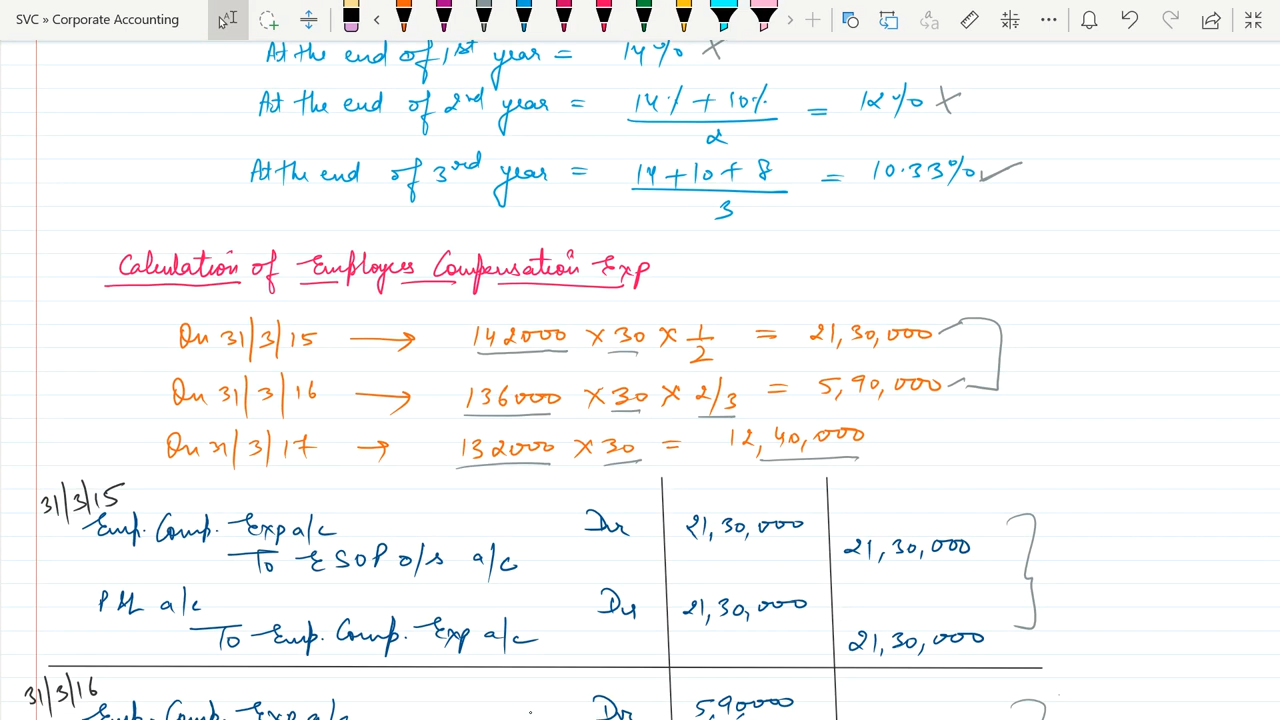 SVC » Corporate Accounting
At the end of 1st year = 14% ×
At the end of 2nd year = 14% + 10% / 2 = 12% ×
At the end of 3rd year = 14 + 10 + 8 / 3 = 10.33% ✓
Calculation of Employees Compensation Exp
On 31/3/15 → 142000 × 30 × 1/2 = 21,30,000
On 31/3/16 → 136000 × 30 × 2/3 = 5,90,000
On 31/3/17 → 132000 × 30 = 12,40,000
31/3/15
Emp. Comp. Exp a/c Dr 21,30,000
To ESOP o/s a/c 21,30,000
P&L a/c Dr 21,30,000
To Emp. Comp. Exp a/c 21,30,000
31/3/16
Emp. Comp. Exp a/c Dr 5,90,000